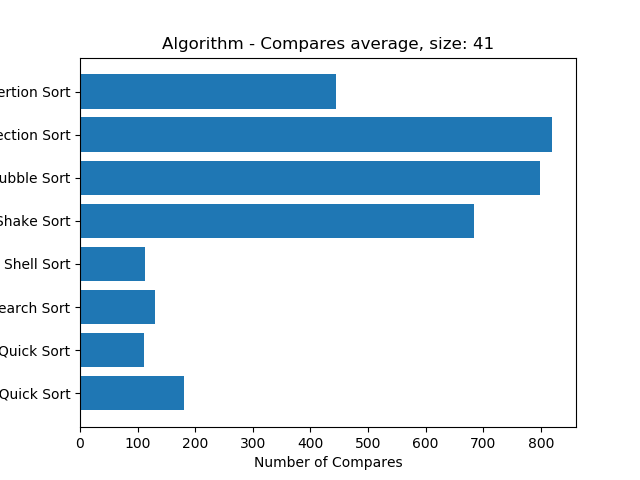 Algorithm - Compares average, size: 41
ertion Sort
ection Sort
ubble Sort
Shake Sort
Shell Sort
earch Sort
Quick Sort
Quick Sort
0 100 200 300 400 500 600 700 800
Number of Compares